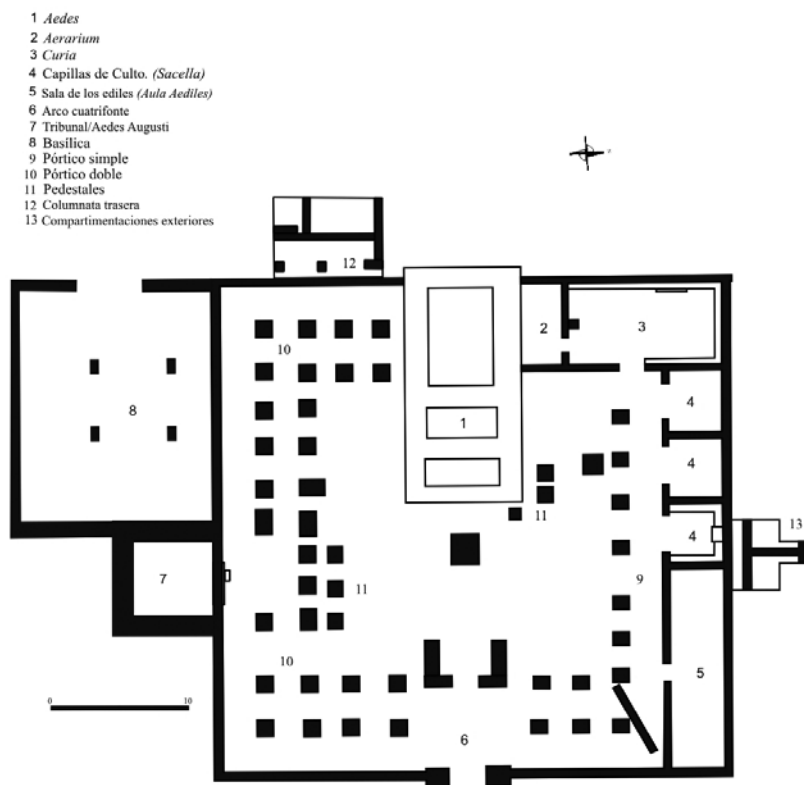 1 Aedes
2 Aerarium
3 Curia
4 Capillas de Culto. (Sacella)
5 Sala de los ediles (Aula Aediles)
6 Arco cuatrifonte
7 Tribunal/Aedes Augusti
8 Basílica
9 Pórtico simple
10 Pórtico doble
11 Pedestales
12 Columnata trasera
13 Compartimentaciones exteriores
12
10
2
3
8
1
4
4
11
13
4
7
11
9
10
5
0 10
6